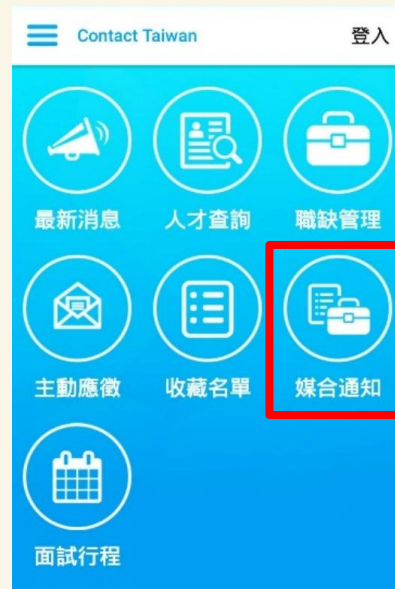 Contact Taiwan 登入
最新消息 人才查詢 職缺管理
主動應徵 收藏名單 媒合通知
面試行程